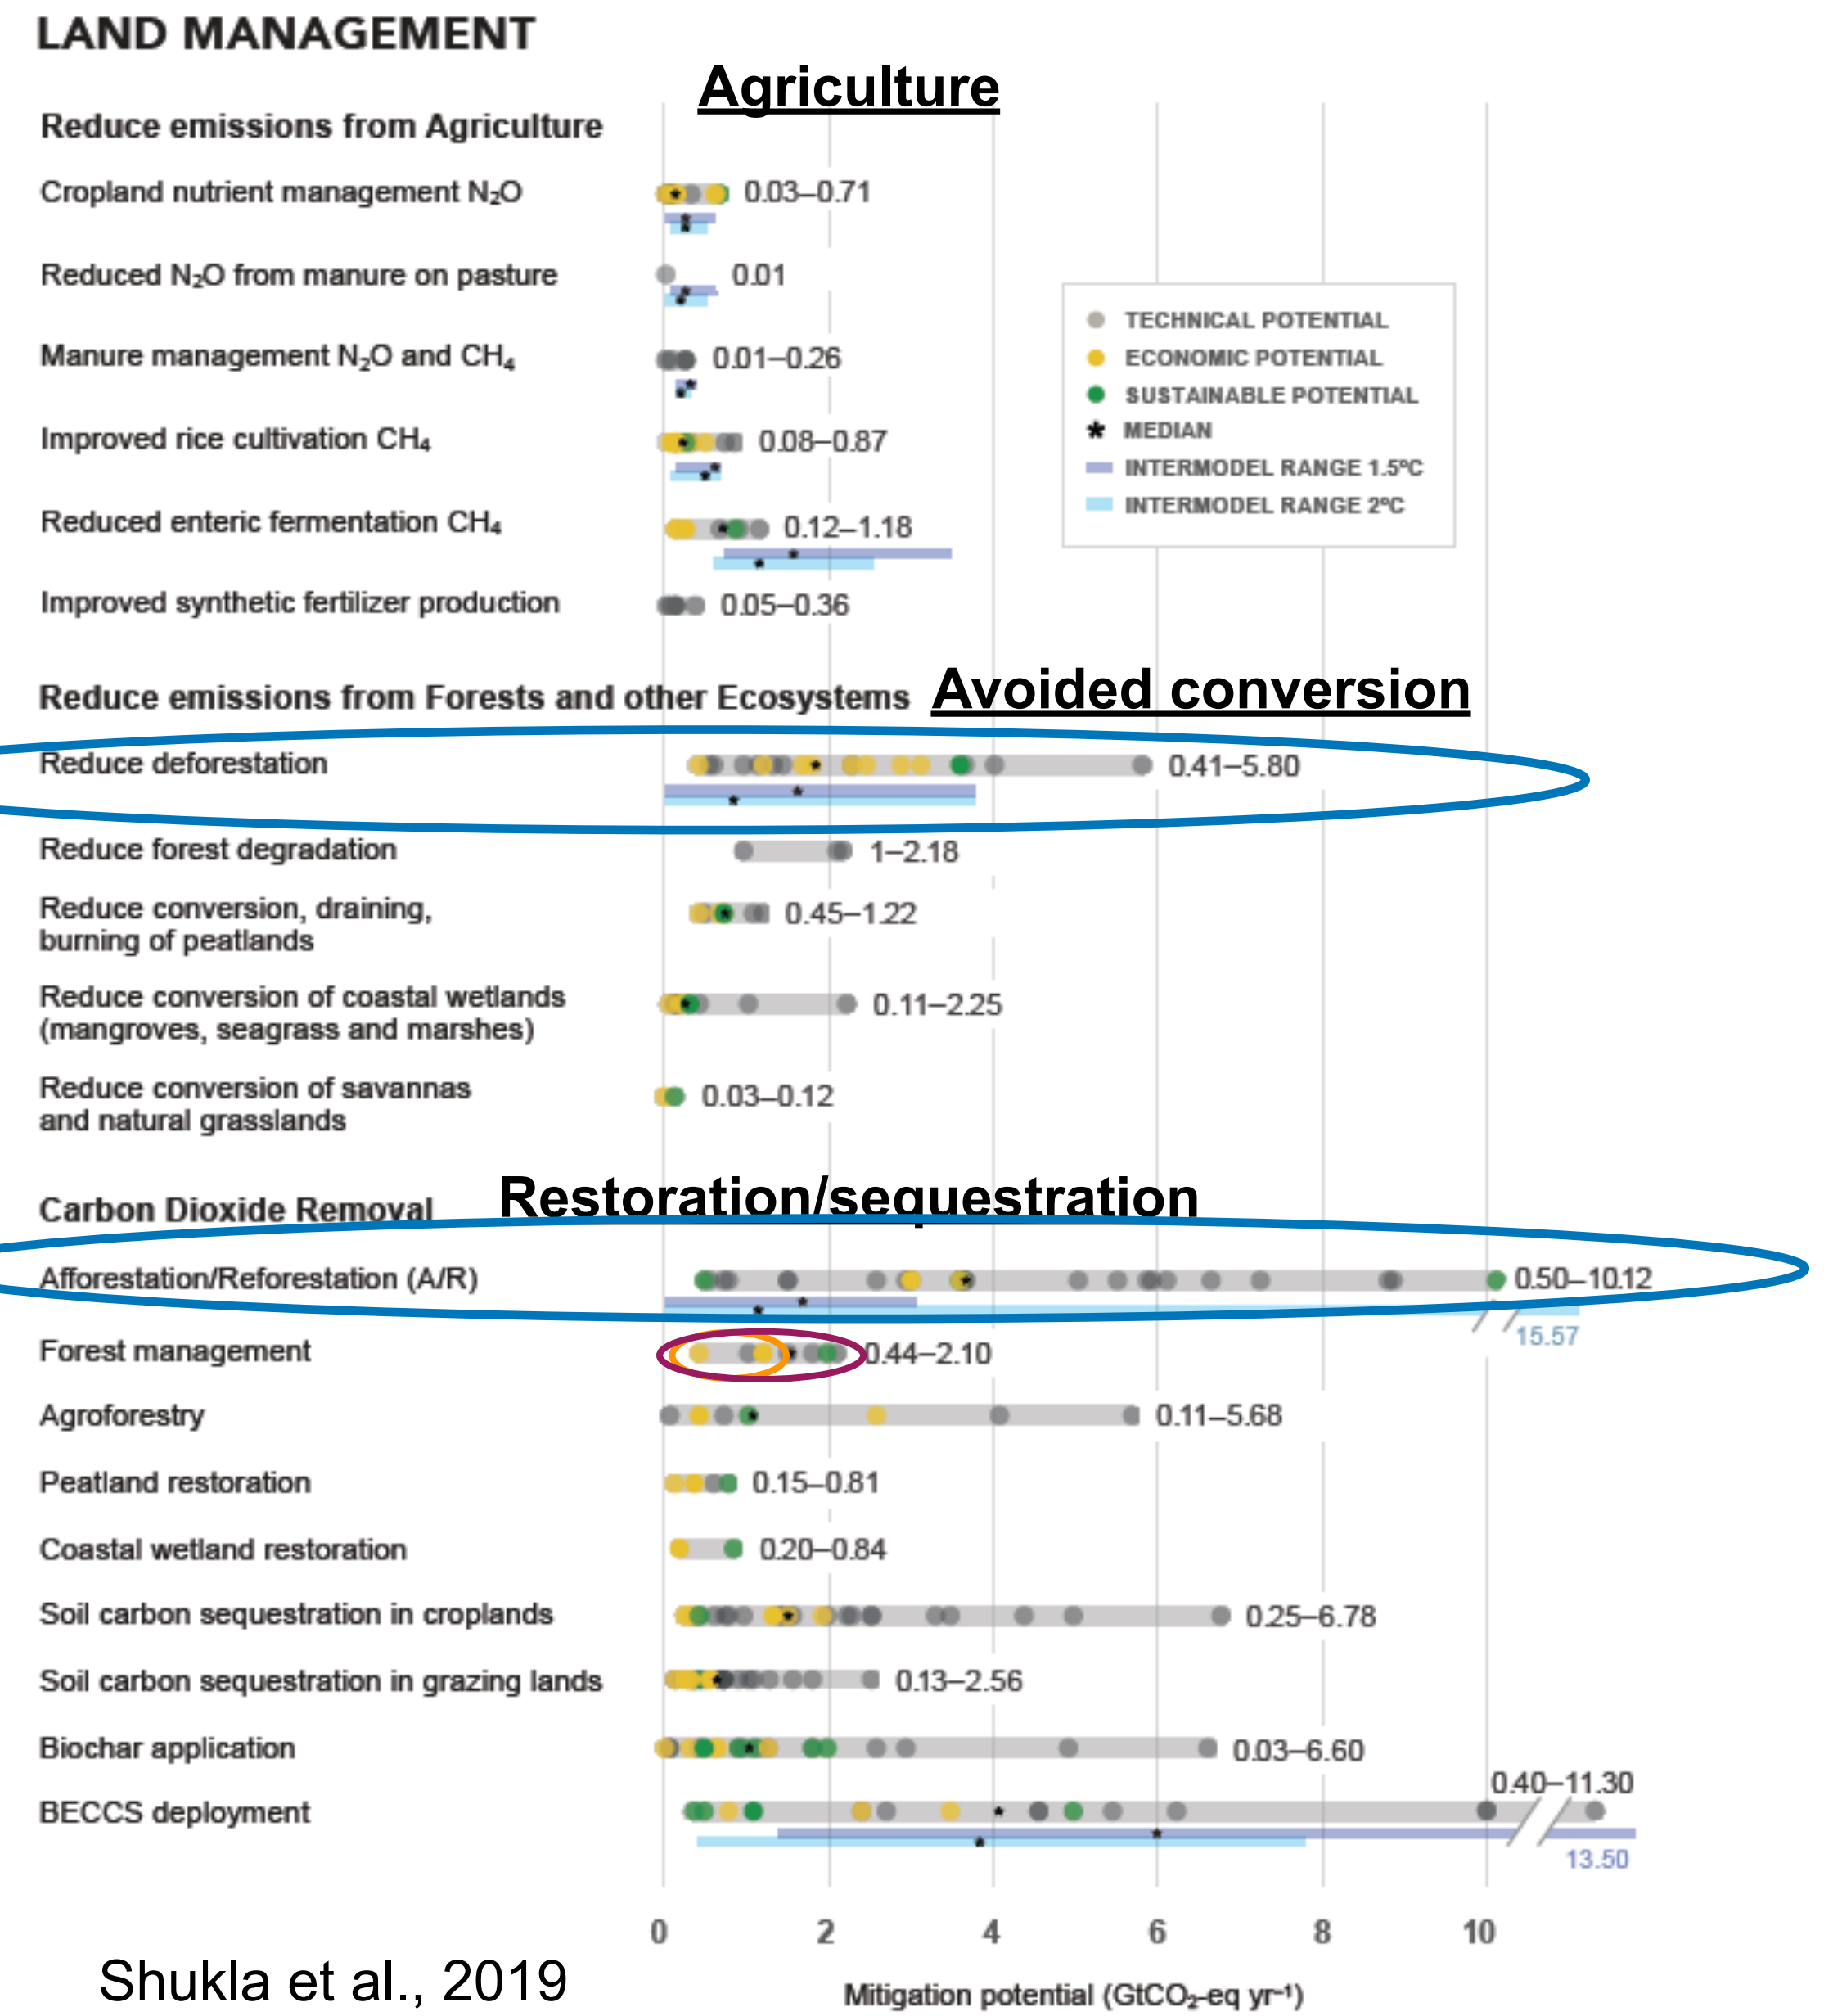 LAND MANAGEMENT
Agriculture
Reduce emissions from Agriculture
Cropland nutrient management N₂O 0.03–0.71
Reduced N₂O from manure on pasture 0.01
Manure management N₂O and CH₄ 0.01–0.26
Improved rice cultivation CH₄ 0.08–0.87
Reduced enteric fermentation CH₄ 0.12–1.18
Improved synthetic fertilizer production 0.05–0.36
TECHNICAL POTENTIAL
ECONOMIC POTENTIAL
SUSTAINABLE POTENTIAL
* MEDIAN
INTERMODEL RANGE 1.5ºC
INTERMODEL RANGE 2ºC
Reduce emissions from Forests and other Ecosystems Avoided conversion
Reduce deforestation 0.41–5.80
Reduce forest degradation 1–2.18
Reduce conversion, draining,
burning of peatlands 0.45–1.22
Reduce conversion of coastal wetlands
(mangroves, seagrass and marshes) 0.11–2.25
Reduce conversion of savannas
and natural grasslands 0.03–0.12
Carbon Dioxide Removal Restoration/sequestration
Afforestation/Reforestation (A/R) 0.50–10.12
15.57
Forest management 0.44–2.10
Agroforestry 0.11–5.68
Peatland restoration 0.15–0.81
Coastal wetland restoration 0.20–0.84
Soil carbon sequestration in croplands 0.25–6.78
Soil carbon sequestration in grazing lands 0.13–2.56
Biochar application 0.03–6.60
BECCS deployment 0.40–11.30
13.50
0 2 4 6 8 10
Mitigation potential (GtCO₂-eq yr⁻¹)
Shukla et al., 2019